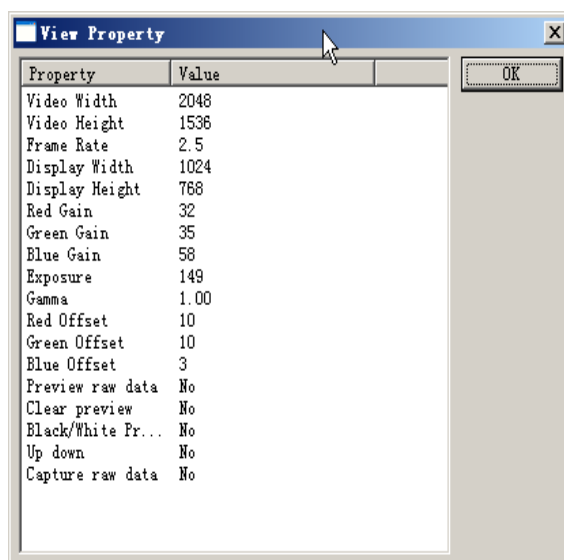 View Property
Property Value
OK
Video Width 2048
Video Height 1536
Frame Rate 2.5
Display Width 1024
Display Height 768
Red Gain 32
Green Gain 35
Blue Gain 58
Exposure 149
Gamma 1.00
Red Offset 10
Green Offset 10
Blue Offset 3
Preview raw data No
Clear preview No
Black/White Pr... No
Up down No
Capture raw data No